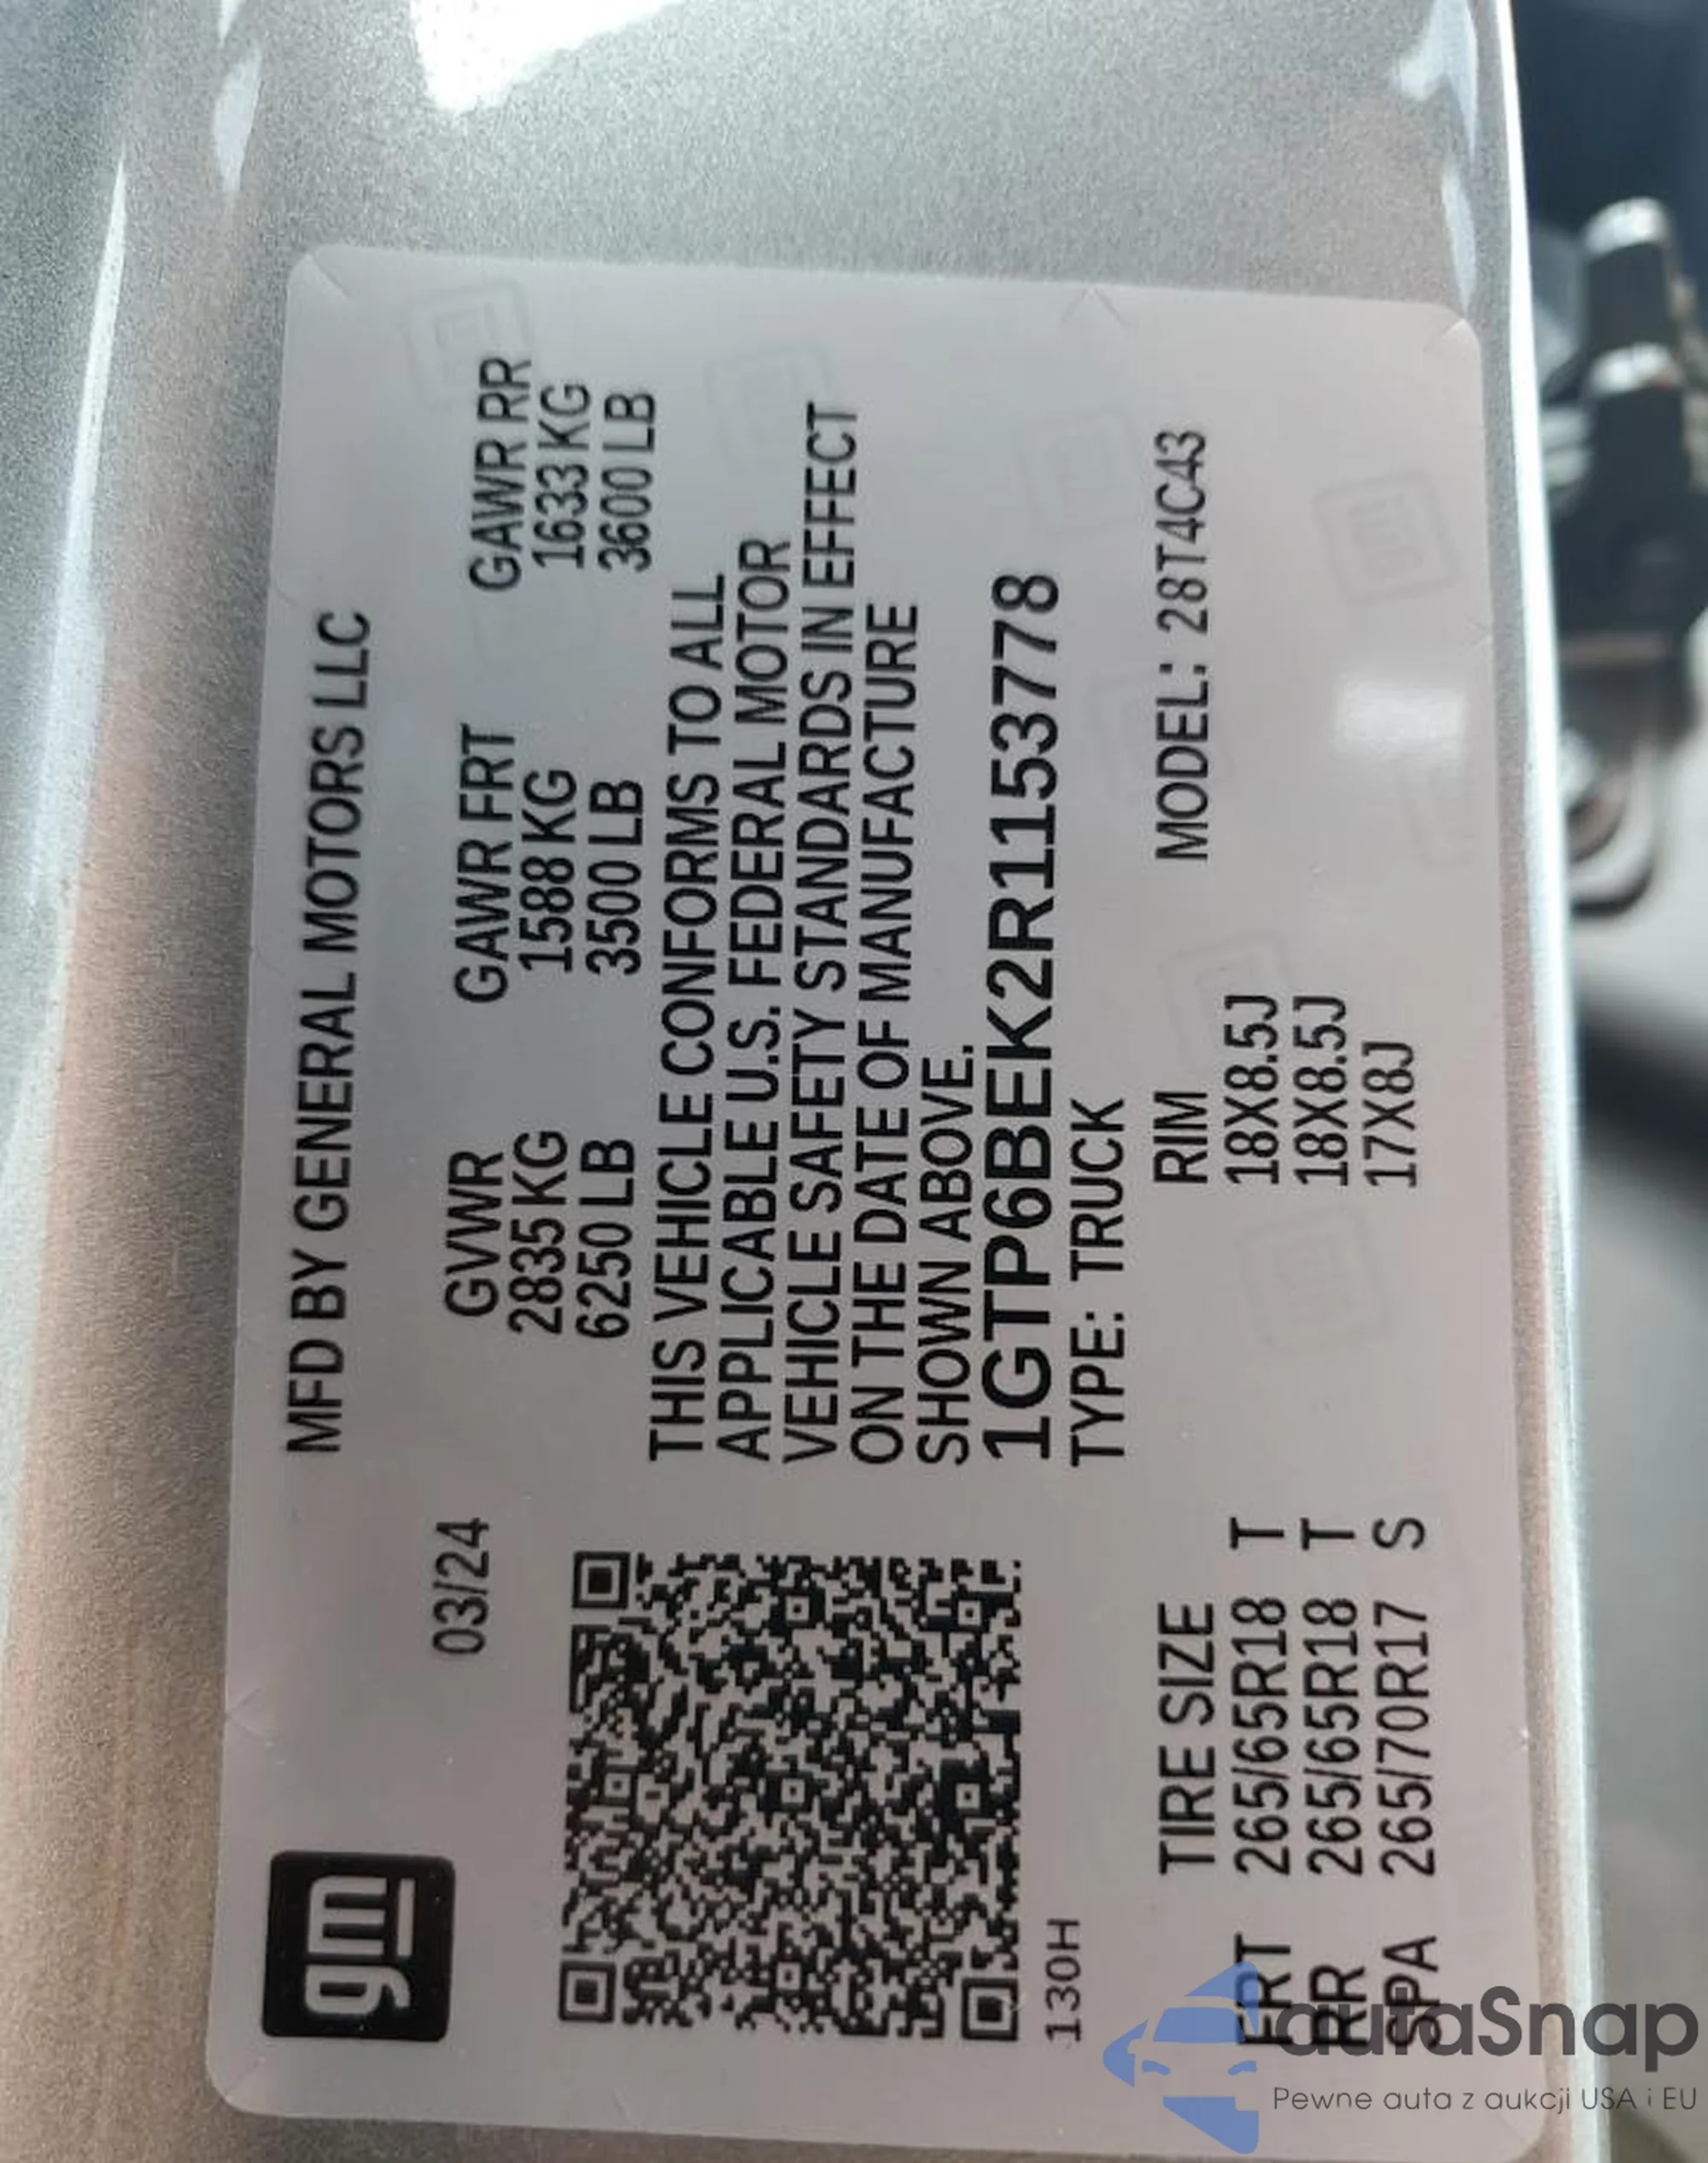 gm
MFD BY GENERAL MOTORS LLC
03/24
GVWR GAWR FRT GAWR RR
2835 KG 1588 KG 1633 KG
6250 LB 3500 LB 3600 LB
THIS VEHICLE CONFORMS TO ALL
APPLICABLE U.S. FEDERAL MOTOR
VEHICLE SAFETY STANDARDS IN EFFECT
ON THE DATE OF MANUFACTURE
SHOWN ABOVE.
1GTP6BEK2R1153778
TYPE: TRUCK
130H
MODEL: 28T4C43
TIRE SIZE RIM
FRT 265/65R18 T 18X8.5J
RR 265/65R18 T 18X8.5J
SPA 265/70R17 S 17X8J
autaSnap
Pewne auta z aukcji USA i EU